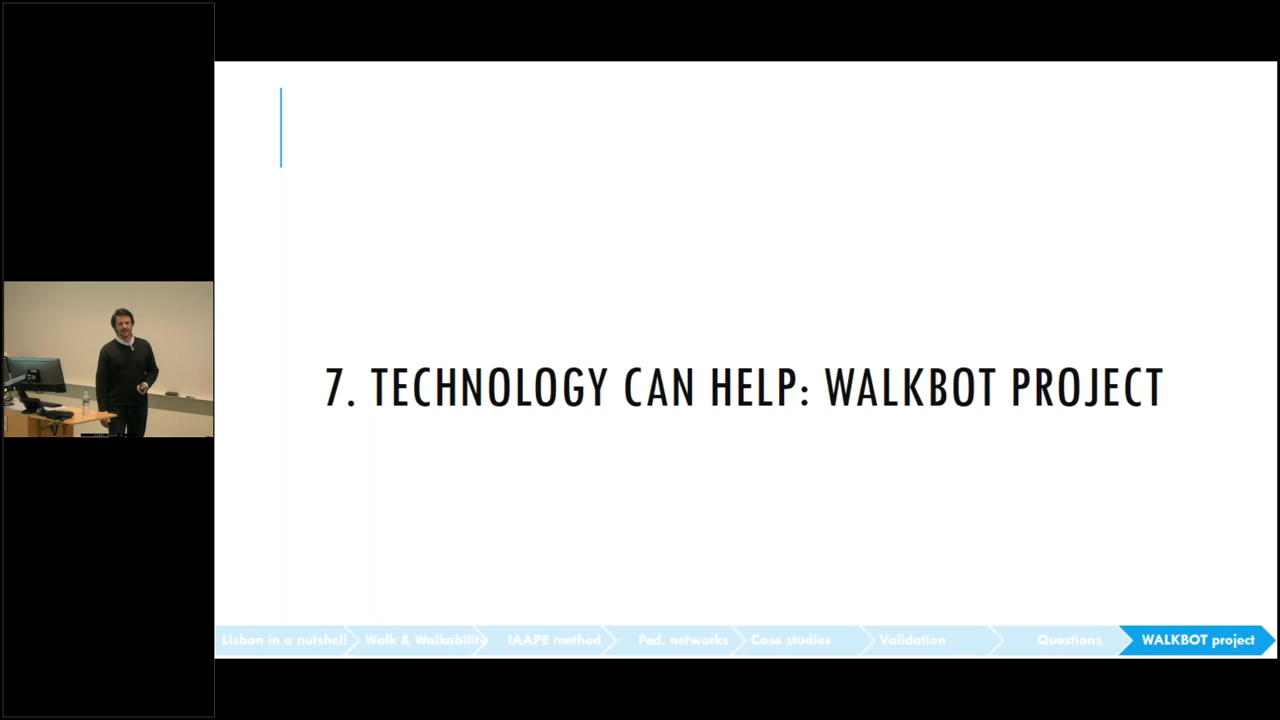 7. TECHNOLOGY CAN HELP: WALKBOT PROJECT
Lisbon in a nutshell
Walk & Walkability
IAAPE method
Ped. networks
Case studies
Validation
Questions
WALKBOT project